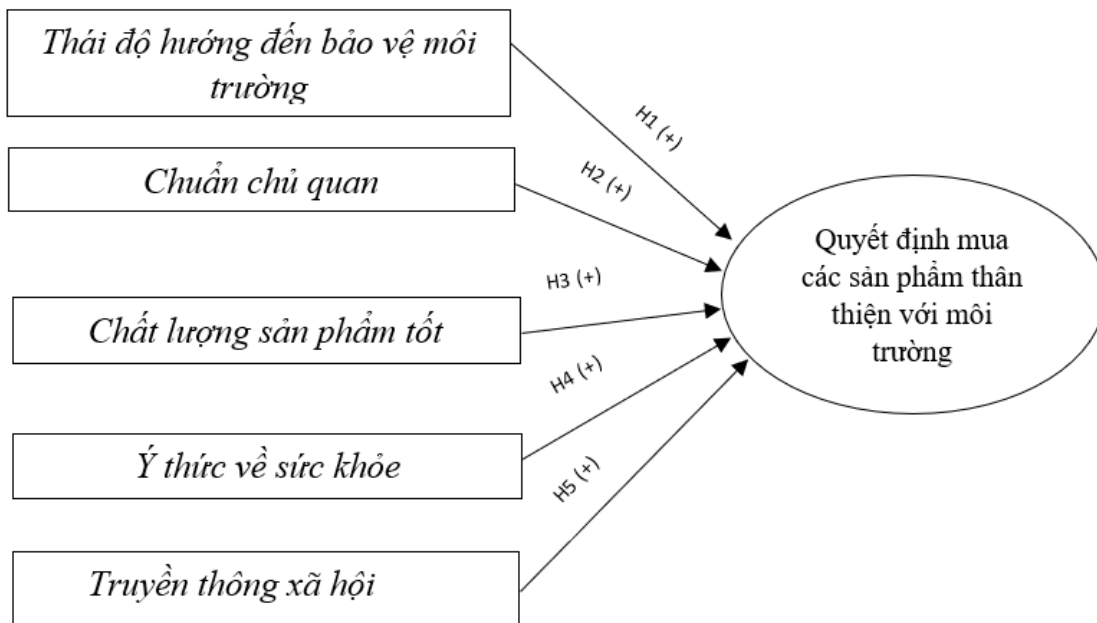 Thái độ hướng đến bảo vệ môi
trường
H1 (+)
Chuẩn chủ quan
H2 (+)
Chất lượng sản phẩm tốt
H3 (+)
Ý thức về sức khỏe
H4 (+)
Truyền thông xã hội
H5 (+)
Quyết định mua
các sản phẩm thân
thiện với môi
trường